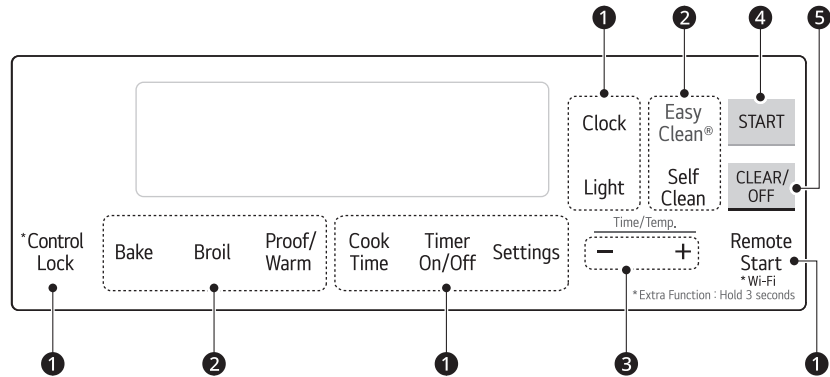 1 2 4 5
Clock
Easy
Clean®
START
Light
Self
Clean
CLEAR/
OFF
Time/Temp.
*Control
Lock
Bake
Broil
Proof/
Warm
Cook
Time
Timer
On/Off
Settings
− +
Remote
Start
*Wi-Fi
*Extra Function : Hold 3 seconds
1 2 1 3 1